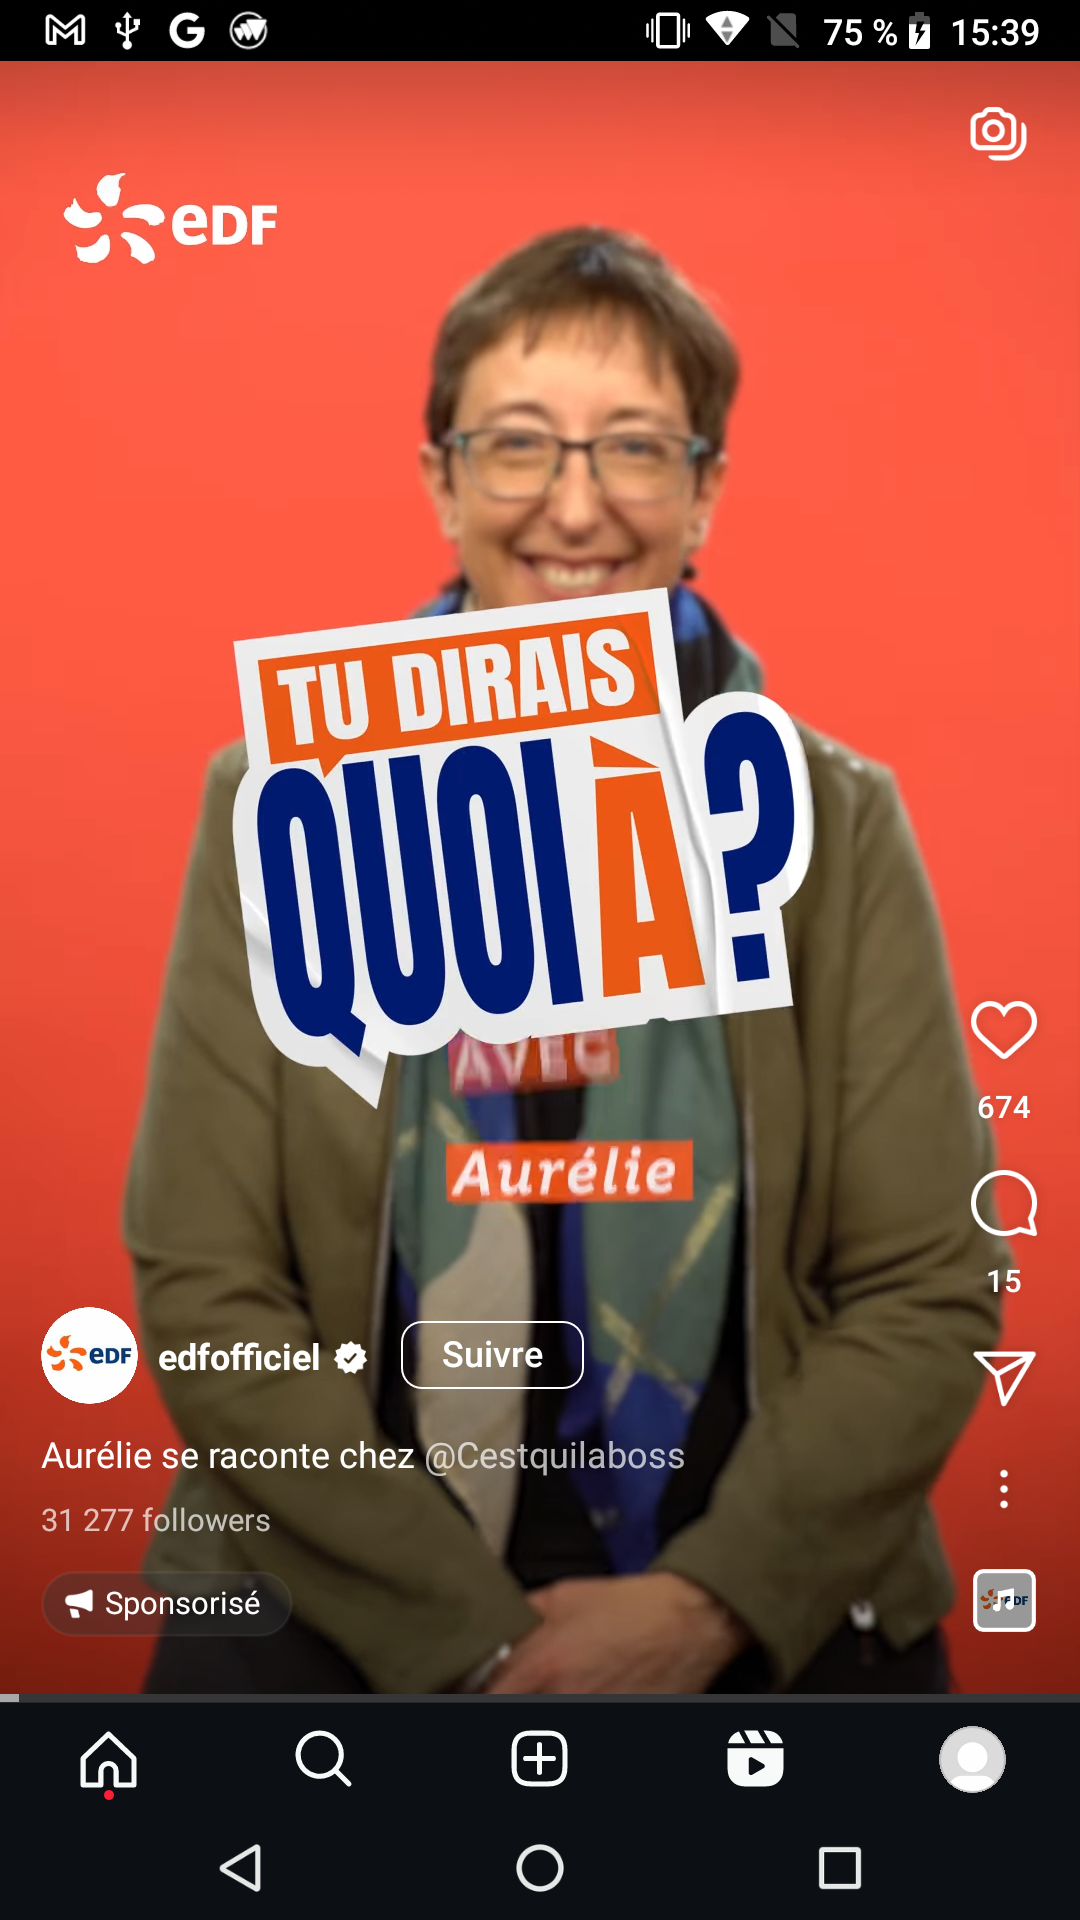 75 % 15:39
eDF
TU DIRAIS
QUOI À ?
AVEC
Aurélie
674
15
eDF edfofficiel Suivre
Aurélie se raconte chez @Cestquilaboss
31 277 followers
Sponsorisé
eDF